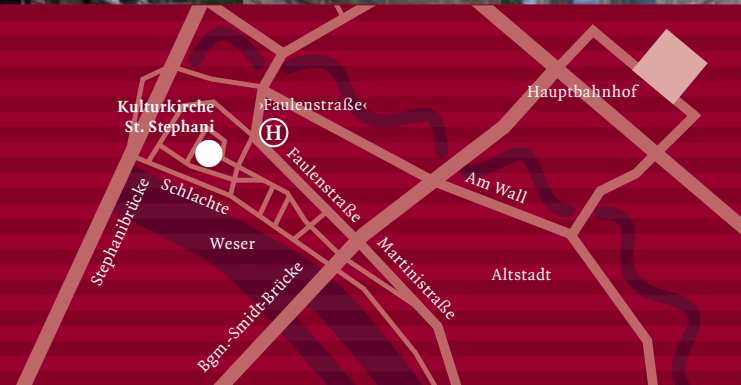 Kulturkirche
St. Stephani
›Faulenstraße‹
H
Hauptbahnhof
Faulenstraße
Am Wall
Schlachte
Stephanibrücke
Weser
Martinistraße
Altstadt
Bgm.-Smidt-Brücke